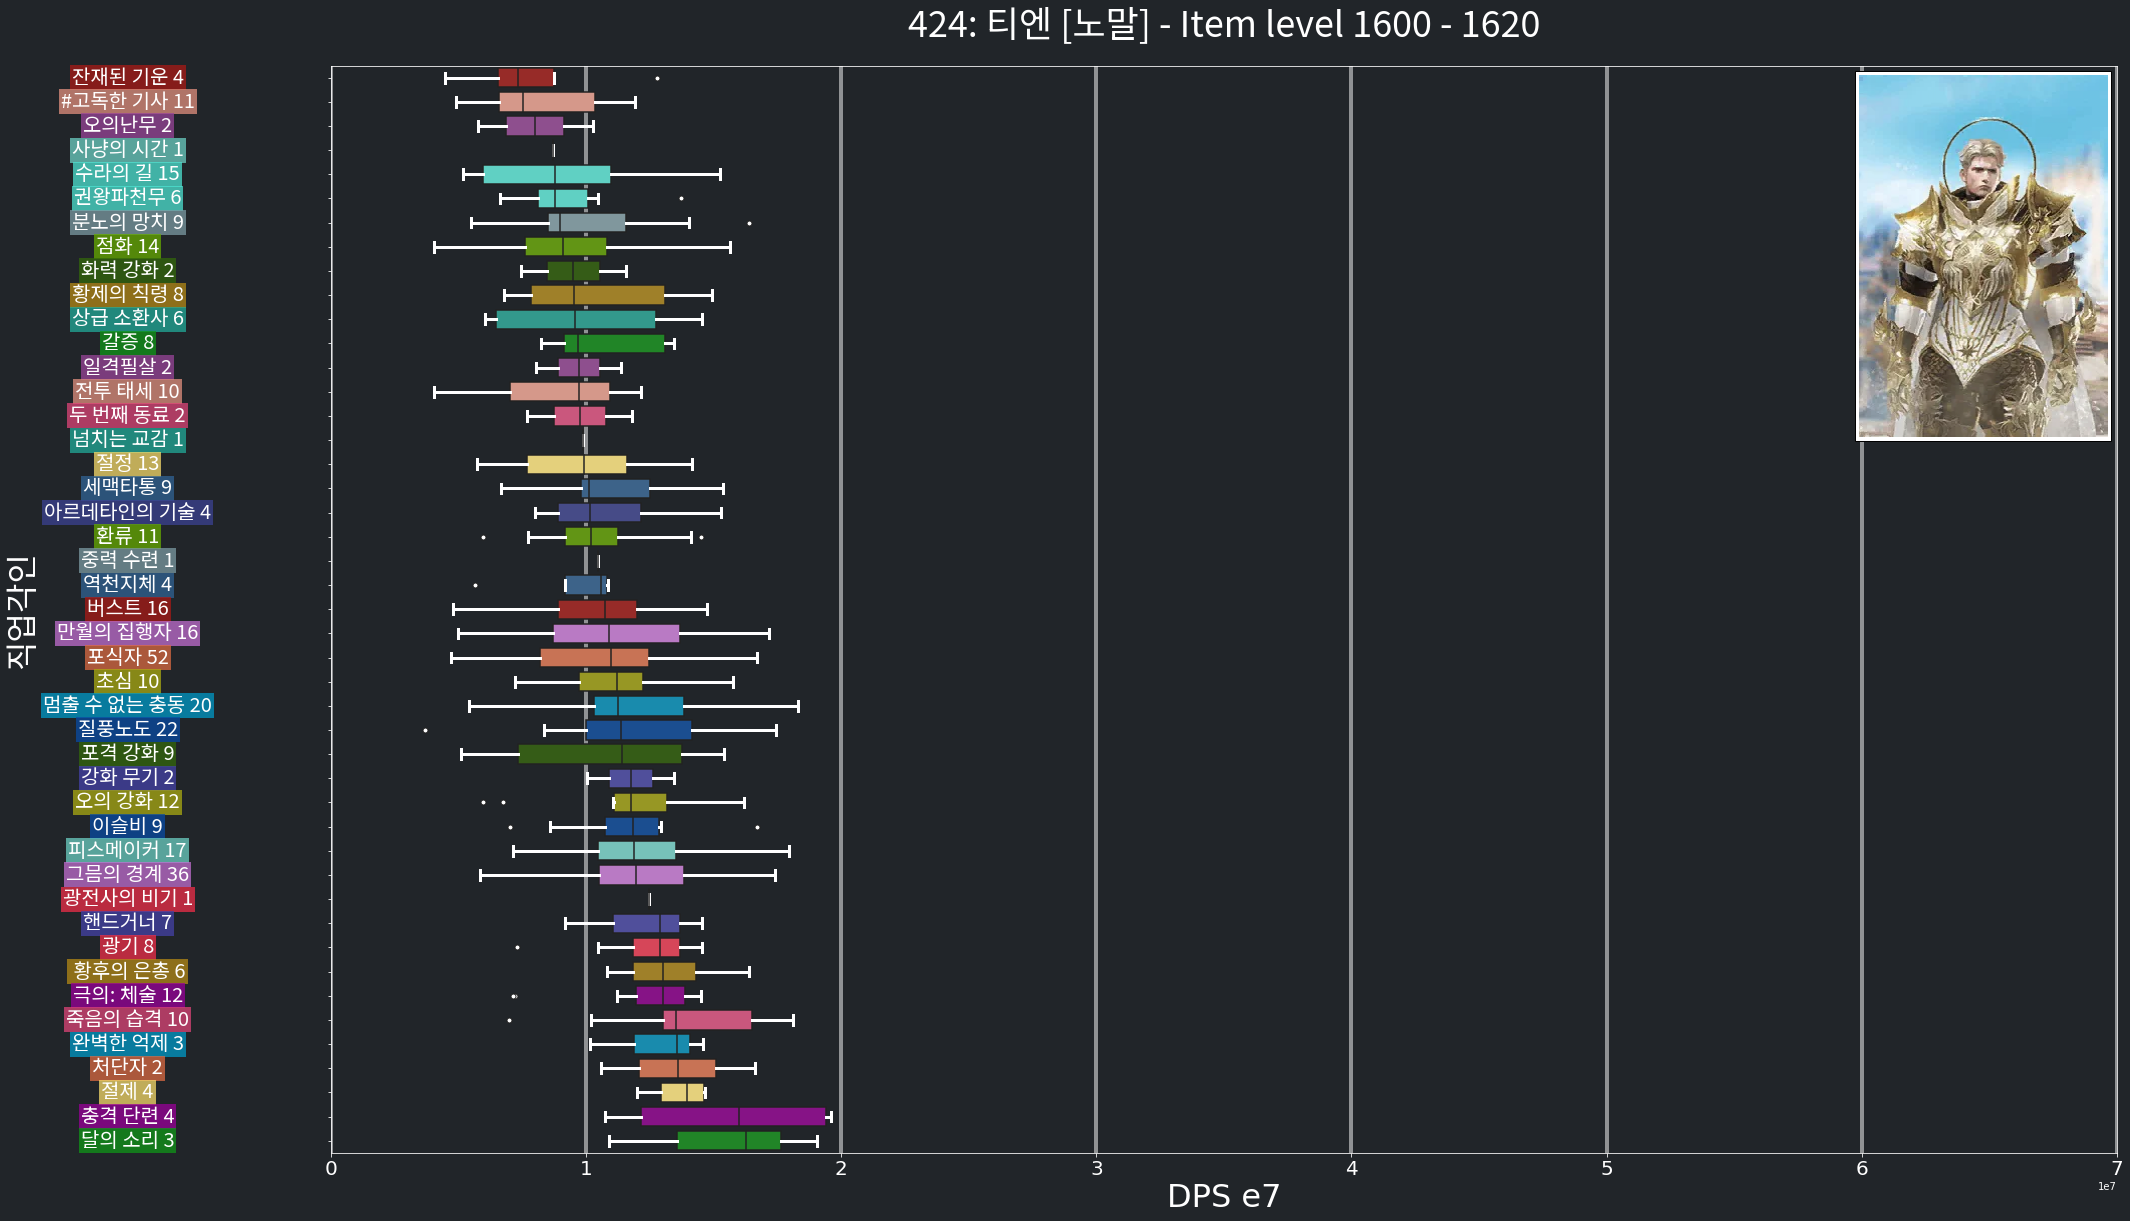 424: 티엔 [노말] - Item level 1600 - 1620
잔재된 기운 4
#고독한 기사 11
오의난무 2
사냥의 시간 1
수라의 길 15
권왕파천무 6
분노의 망치 9
점화 14
화력 강화 2
황제의 칙령 8
상급 소환사 6
갈증 8
일격필살 2
전투 태세 10
두 번째 동료 2
넘치는 교감 1
절정 13
세맥타통 9
아르데타인의 기술 4
환류 11
중력 수련 1
역천지체 4
버스트 16
만월의 집행자 16
포식자 52
초심 10
멈출 수 없는 충동 20
질풍노도 22
포격 강화 9
강화 무기 2
오의 강화 12
이슬비 9
피스메이커 17
그믐의 경계 36
광전사의 비기 1
핸드거너 7
광기 8
황후의 은총 6
극의: 체술 12
죽음의 습격 10
완벽한 억제 3
처단자 2
절제 4
충격 단련 4
달의 소리 3
직업각인
0 1 2 3 4 5 6 7
1e7
DPS e7